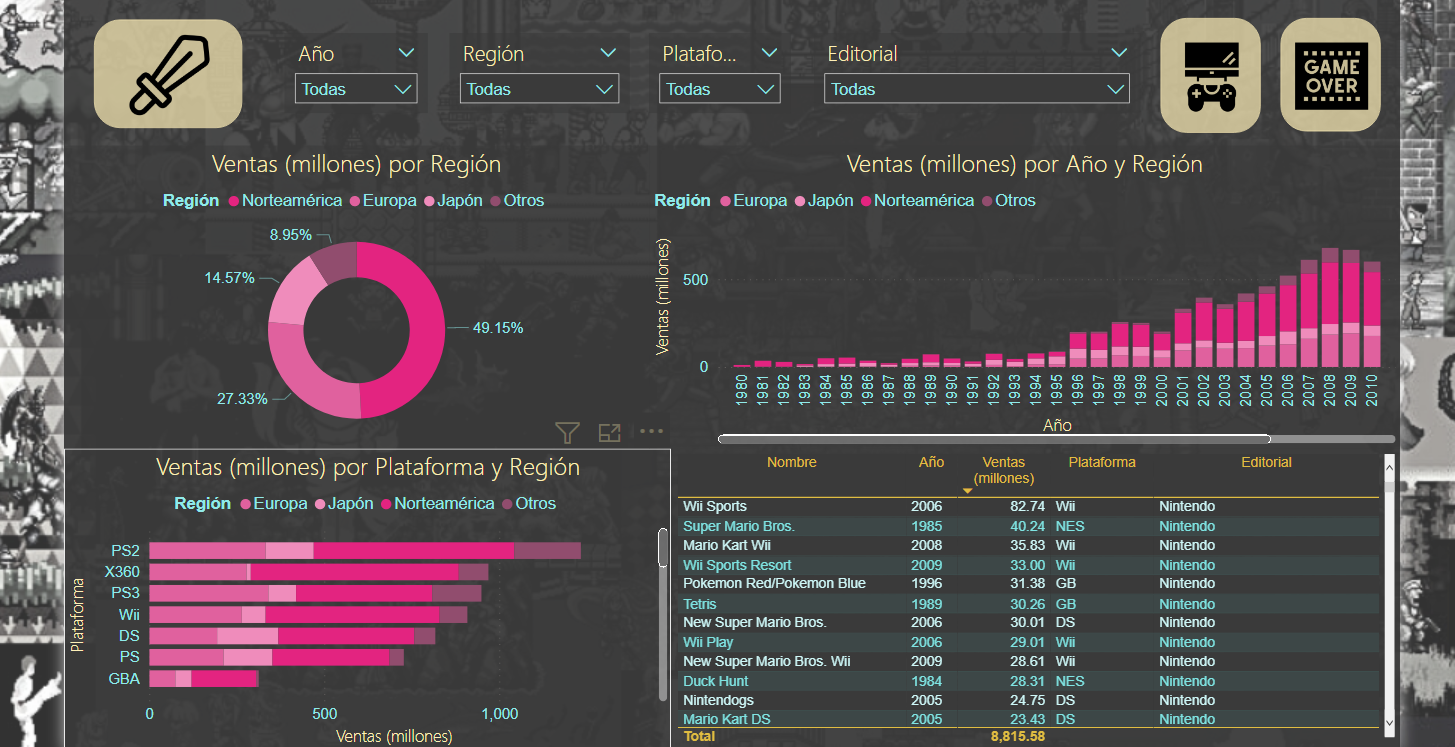 Año
Región
Platafo...
Editorial
Todas
Todas
Todas
Todas
GAME
OVER
Ventas (millones) por Región
Región Norteamérica Europa Japón Otros
8.95%
14.57%
49.15%
27.33%
Ventas (millones) por Año y Región
Región Europa Japón Norteamérica Otros
Ventas (millones)
500
0
1980 1981 1982 1983 1984 1985 1986 1987 1988 1989 1990 1991 1992 1993 1994 1995 1996 1997 1998 1999 2000 2001 2002 2003 2004 2005 2006 2007 2008 2009 2010
Año
Ventas (millones) por Plataforma y Región
Región Europa Japón Norteamérica Otros
Plataforma
PS2
X360
PS3
Wii
DS
PS
GBA
0 500 1,000
Ventas (millones)
Nombre Año Ventas (millones) Plataforma Editorial
Wii Sports 2006 82.74 Wii Nintendo
Super Mario Bros. 1985 40.24 NES Nintendo
Mario Kart Wii 2008 35.83 Wii Nintendo
Wii Sports Resort 2009 33.00 Wii Nintendo
Pokemon Red/Pokemon Blue 1996 31.38 GB Nintendo
Tetris 1989 30.26 GB Nintendo
New Super Mario Bros. 2006 30.01 DS Nintendo
Wii Play 2006 29.01 Wii Nintendo
New Super Mario Bros. Wii 2009 28.61 Wii Nintendo
Duck Hunt 1984 28.31 NES Nintendo
Nintendogs 2005 24.75 DS Nintendo
Mario Kart DS 2005 23.43 DS Nintendo
Total 8,815.58